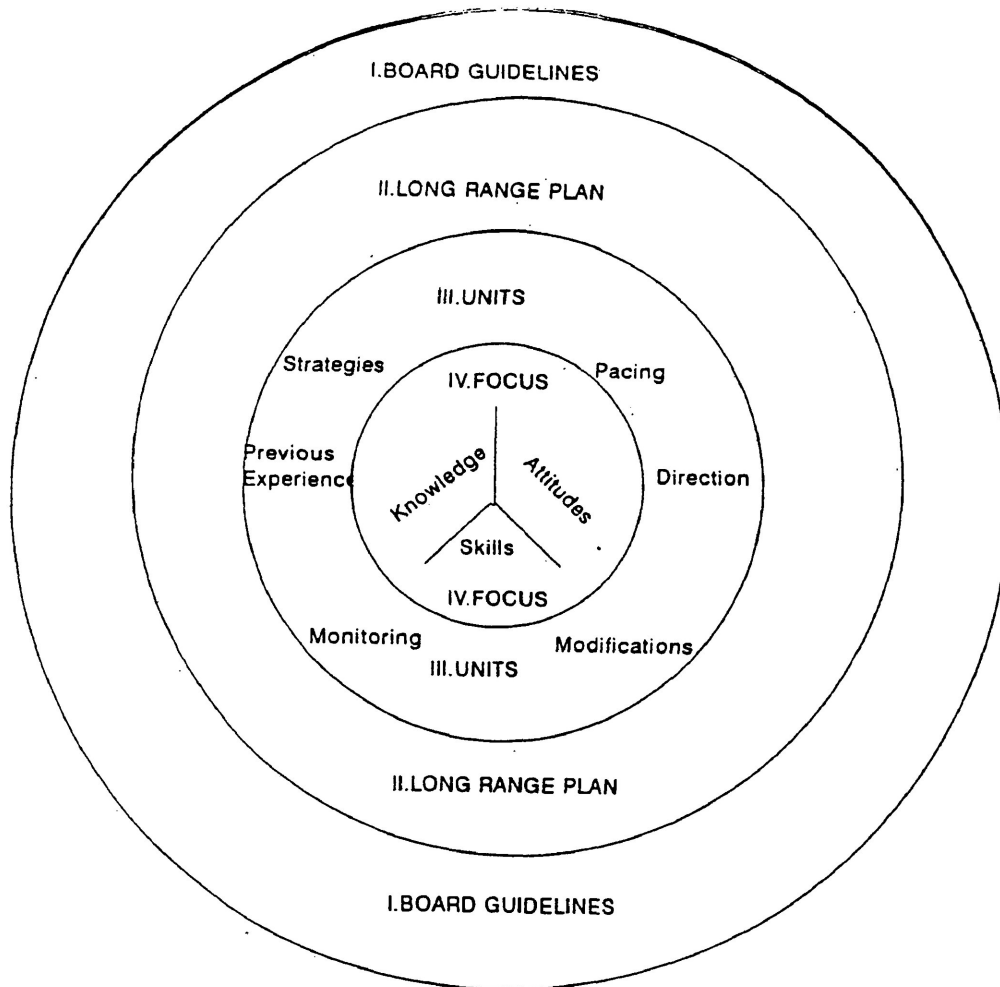 I.BOARD GUIDELINES
II.LONG RANGE PLAN
III.UNITS
Strategies
Pacing
IV.FOCUS
Previous
Experience
Knowledge
Attitudes
Direction
Skills
IV.FOCUS
Monitoring
Modifications
III.UNITS
II.LONG RANGE PLAN
I.BOARD GUIDELINES